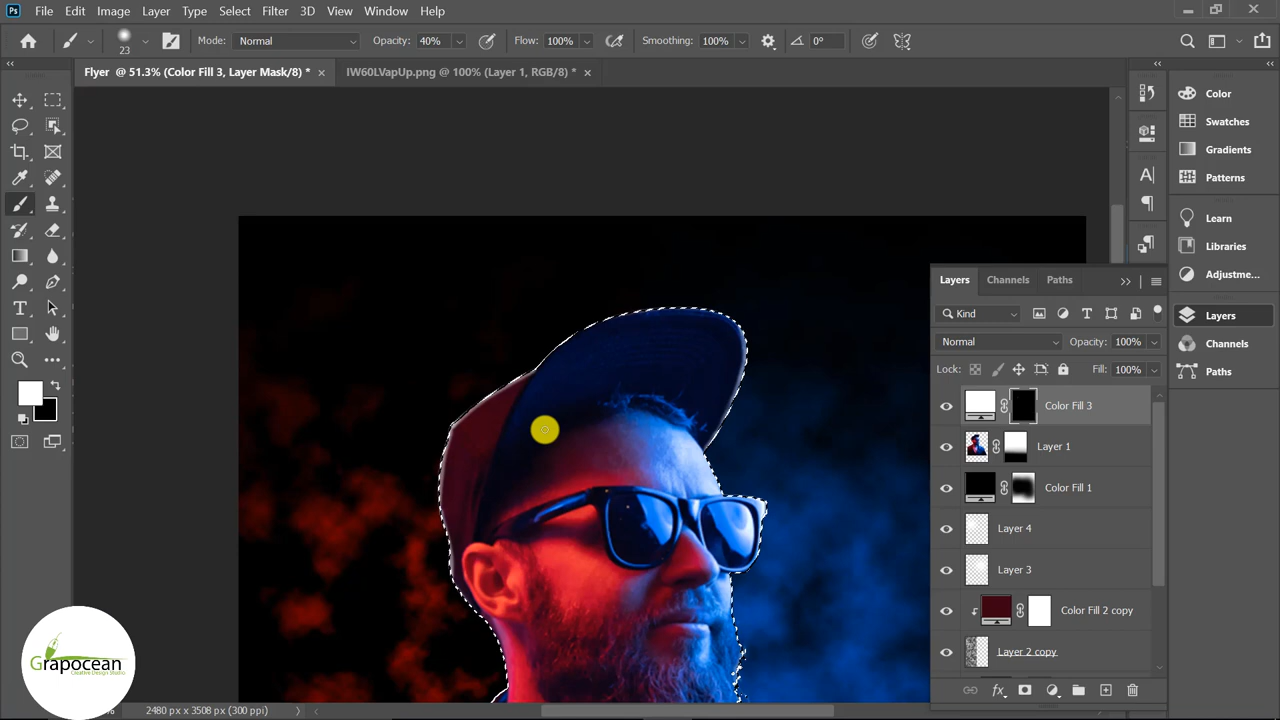 Ps File Edit Image Layer Type Select Filter 3D View Window Help
23 Mode: Normal Opacity: 40% Flow: 100% Smoothing: 100% 0°
Flyer @ 51.3% (Color Fill 3, Layer Mask/8) * × IW60LVapUp.png @ 100% (Layer 1, RGB/8) * ×
Color
Swatches
Gradients
Patterns
Learn
Libraries
Adjustme...
Layers
Channels
Paths
Layers Channels Paths
Kind
Normal Opacity: 100%
Lock: Fill: 100%
Color Fill 3
Layer 1
Color Fill 1
Layer 4
Layer 3
Color Fill 2 copy
Layer 2 copy
fx
Grapocean
Creative Design Studio
2480 px x 3508 px (300 ppi)